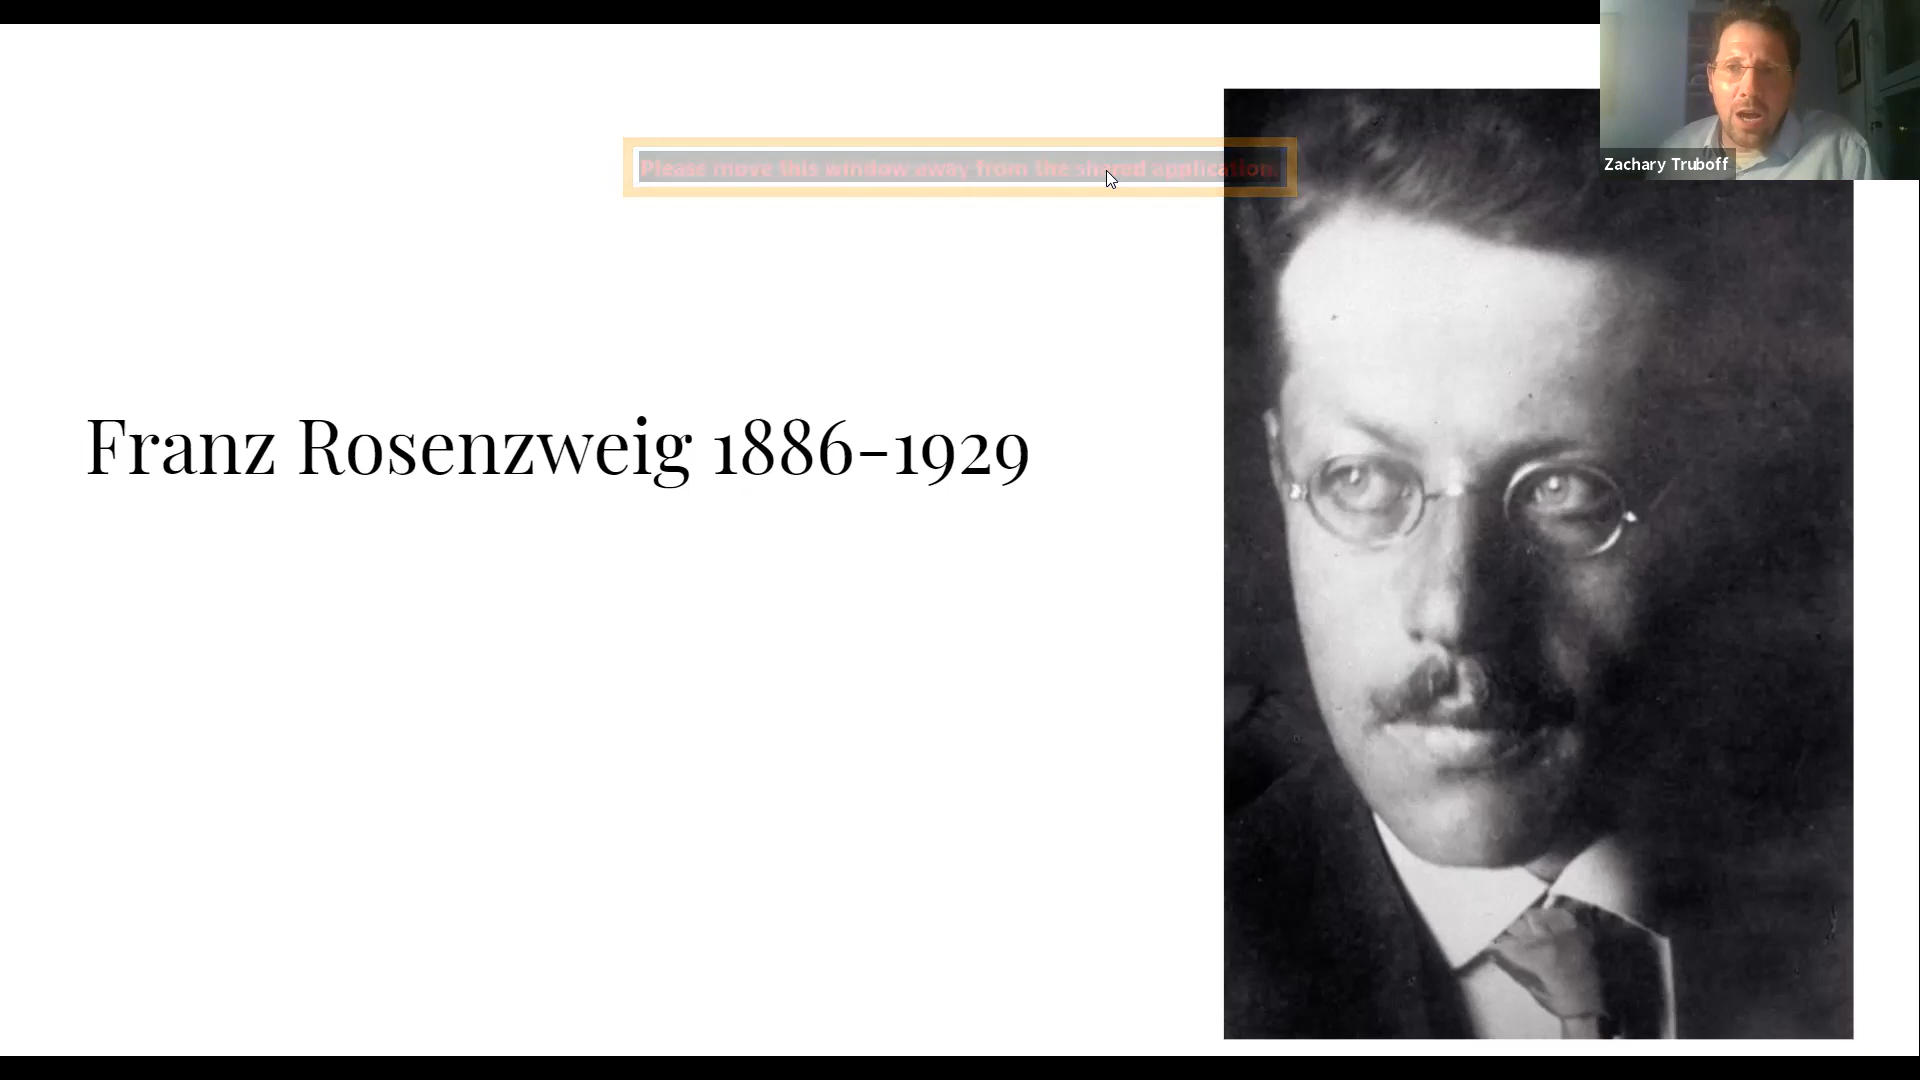 Please move this window away from the shared application.
Zachary Truboff
Franz Rosenzweig 1886-1929